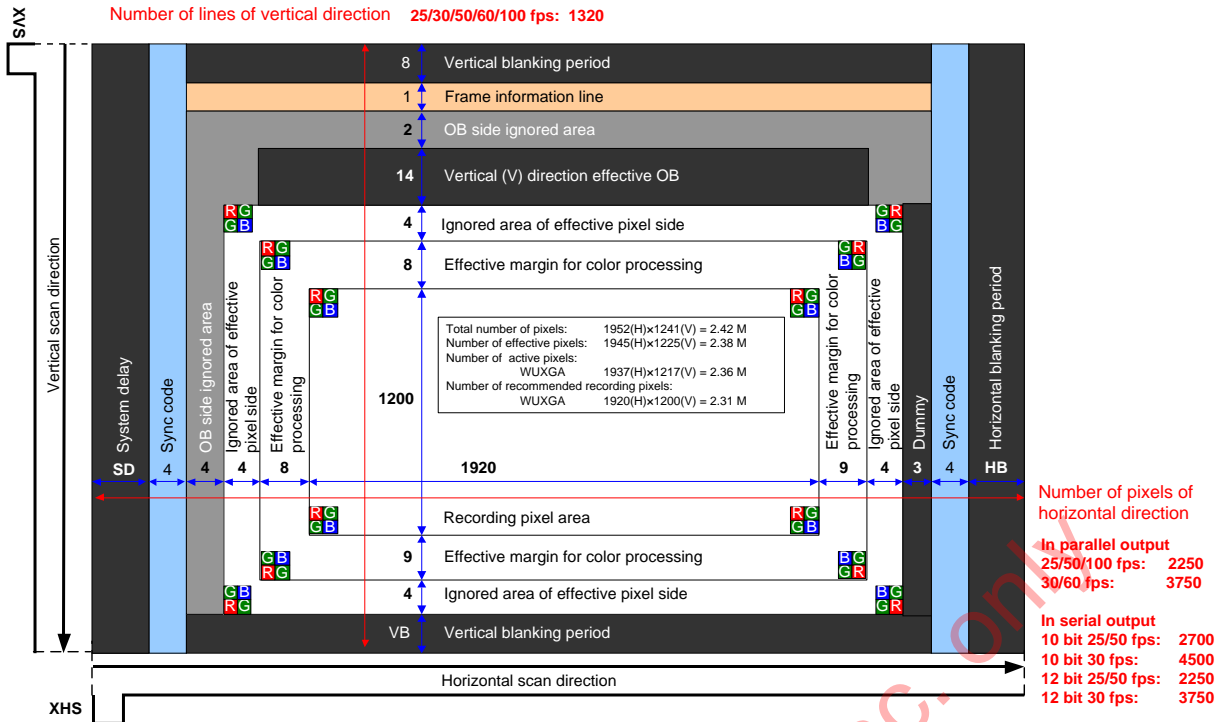 XVS
Number of lines of vertical direction 25/30/50/60/100 fps: 1320
8 Vertical blanking period
1 Frame information line
2 OB side ignored area
14 Vertical (V) direction effective OB
R G G R
G B B G
4 Ignored area of effective pixel side
R G G R
G B B G
8 Effective margin for color processing
R G R G
G B G B
Total number of pixels: 1952(H)×1241(V) = 2.42 M
Number of effective pixels: 1945(H)×1225(V) = 2.38 M
Number of active pixels:
WUXGA 1937(H)×1217(V) = 2.36 M
Number of recommended recording pixels:
WUXGA 1920(H)×1200(V) = 2.31 M
1200
Vertical scan direction
System delay
Sync code
OB side ignored area
Ignored area of effective
pixel side
Effective margin for color
processing
Effective margin for color
processing
Ignored area of effective
pixel side
Dummy
Sync code
Horizontal blanking period
SD 4 4 4 8 1920 9 4 3 4 HB
R G R G
G B G B
Recording pixel area
G B B G
R G G R
9 Effective margin for color processing
G B B G
R G G R
4 Ignored area of effective pixel side
VB Vertical blanking period
Horizontal scan direction
XHS
Number of pixels of
horizontal direction
In parallel output
25/50/100 fps: 2250
30/60 fps: 3750
In serial output
10 bit 25/50 fps: 2700
10 bit 30 fps: 4500
12 bit 25/50 fps: 2250
12 bit 30 fps: 3750
c. only